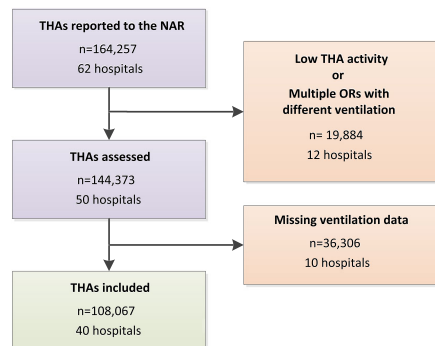 THAs reported to the NAR
n=164,257
62 hospitals
Low THA activity
or
Multiple ORs with
different ventilation
n= 19,884
12 hospitals
THAs assessed
n=144,373
50 hospitals
Missing ventilation data
n=36,306
10 hospitals
THAs included
n=108,067
40 hospitals